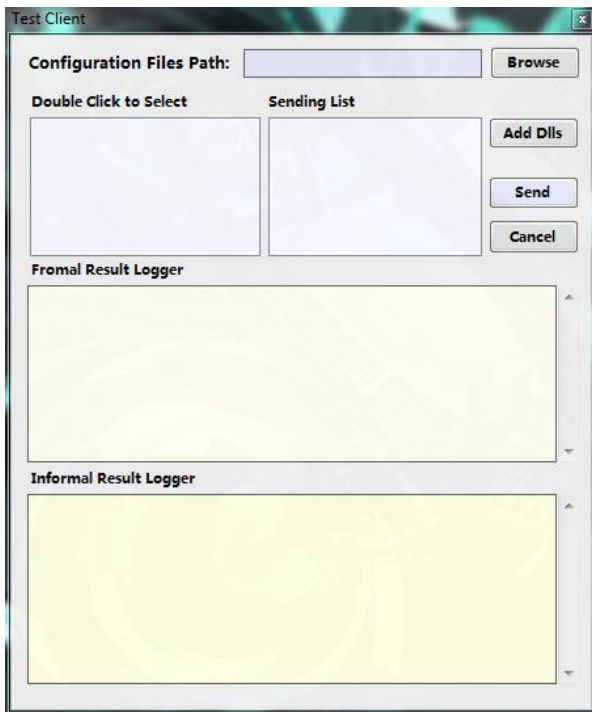 Test Client
x
Configuration Files Path: Browse
Double Click to Select Sending List
Add Dlls
Send
Cancel
Fromal Result Logger
Informal Result Logger